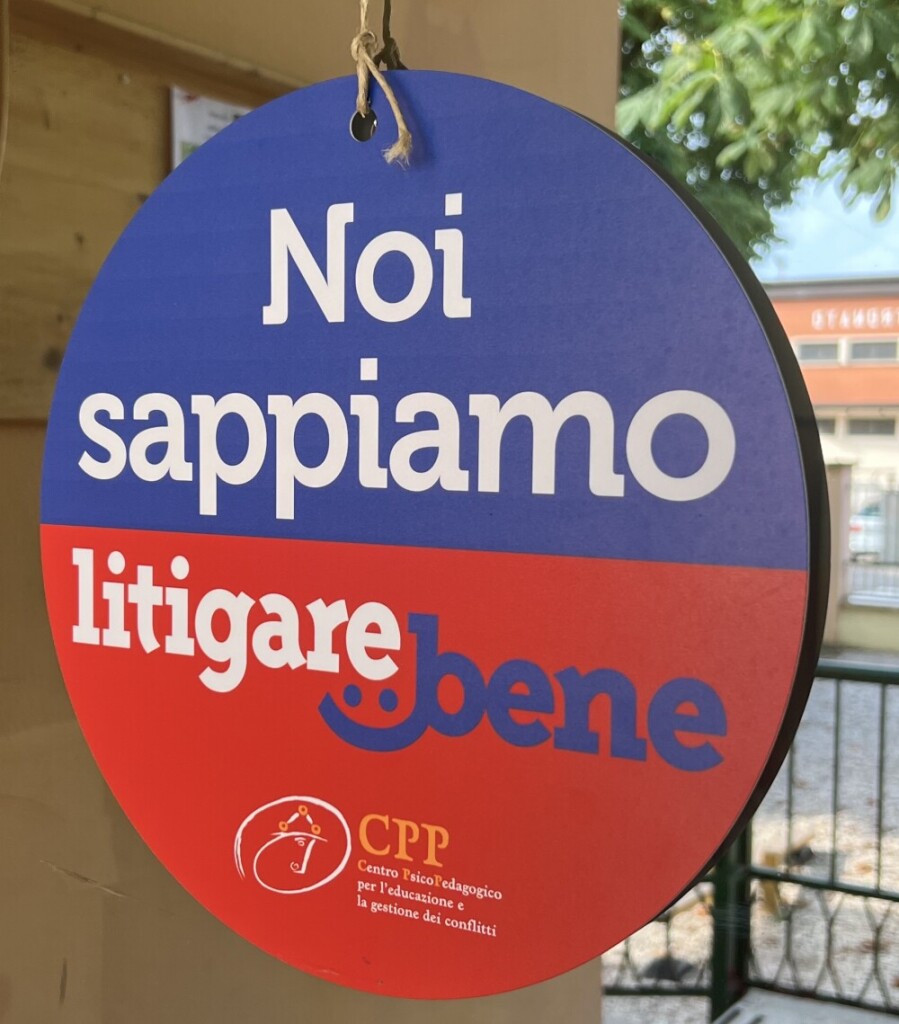 Noi
sappiamo
litigare
bene
CPP
Centro PsicoPedagogico
per l'educazione e
la gestione dei conflitti